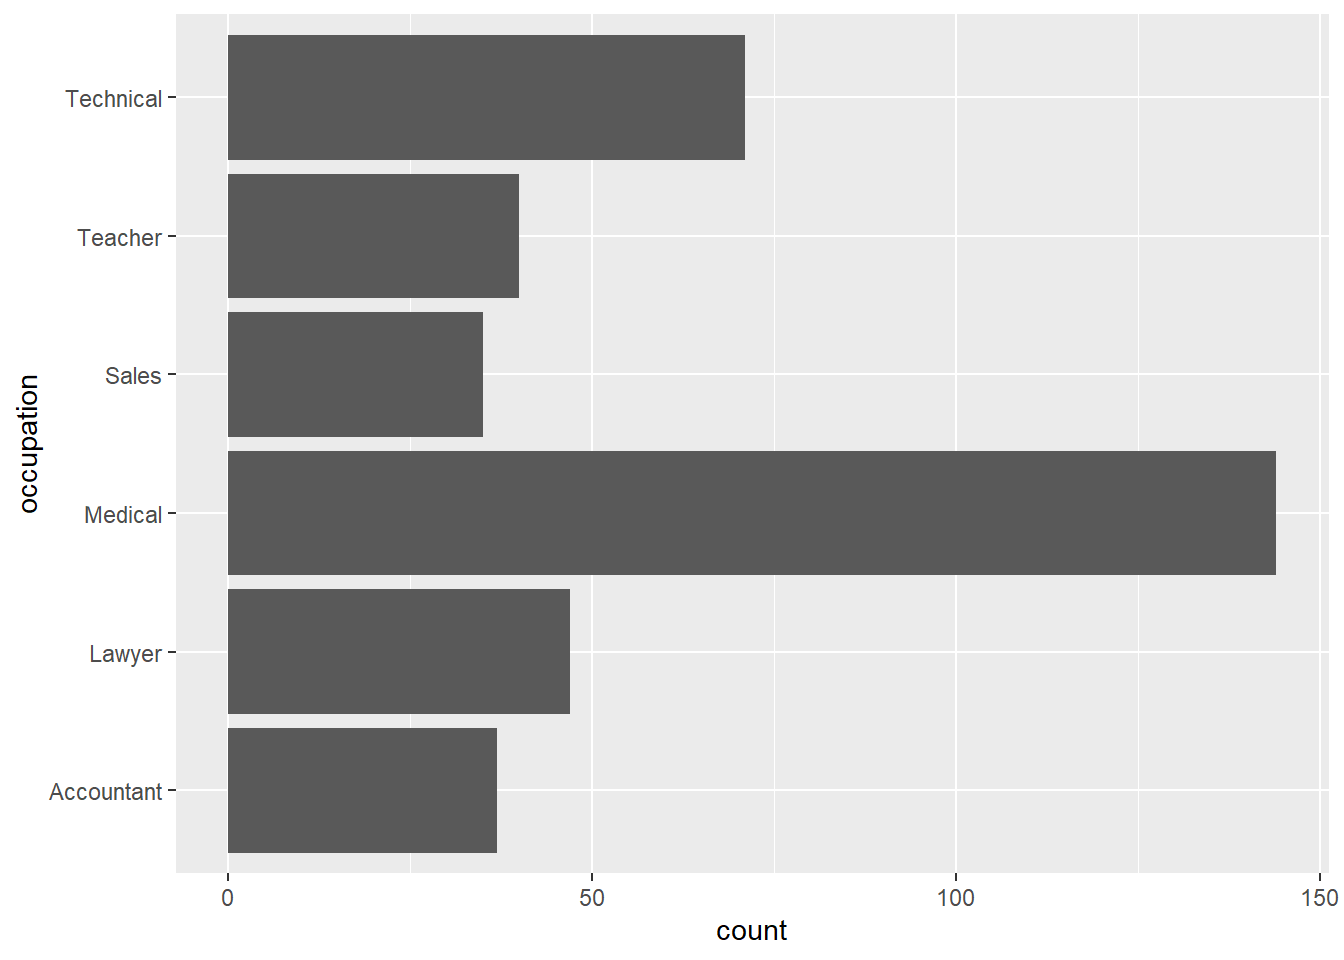 Technical
Teacher
Sales
Medical
Lawyer
Accountant
occupation
0 50 100 150
count